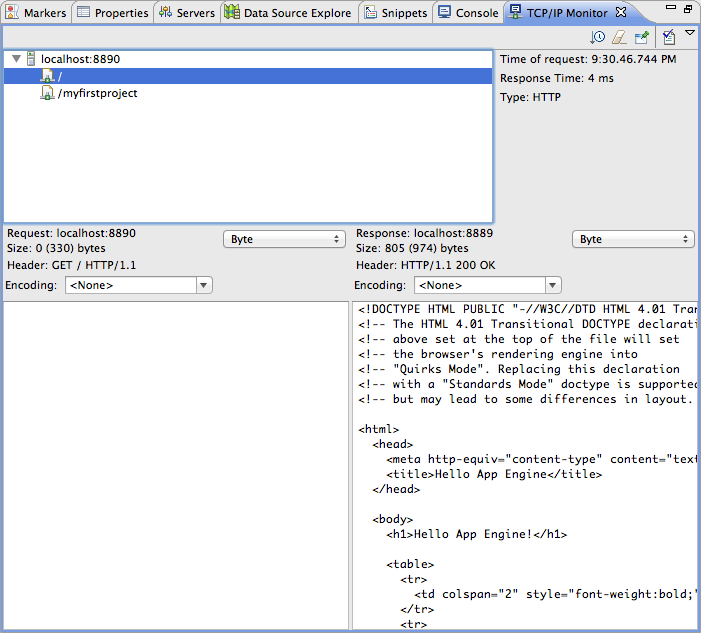 Markers Properties Servers Data Source Explore Snippets Console TCP/IP Monitor
localhost:8890
/
/myfirstproject
Time of request: 9:30.46.744 PM
Response Time: 4 ms
Type: HTTP
Request: localhost:8890
Size: 0 (330) bytes
Header: GET / HTTP/1.1
Byte
Encoding: <None>
Response: localhost:8889
Size: 805 (974) bytes
Header: HTTP/1.1 200 OK
Byte
Encoding: <None>
<!DOCTYPE HTML PUBLIC "-//W3C//DTD HTML 4.01 Tran
<!-- The HTML 4.01 Transitional DOCTYPE declarati
<!-- above set at the top of the file will set
<!-- the browser's rendering engine into
<!-- "Quirks Mode". Replacing this declaration
<!-- with a "Standards Mode" doctype is supported
<!-- but may lead to some differences in layout.
<html>
<head>
<meta http-equiv="content-type" content="text
<title>Hello App Engine</title>
</head>
<body>
<h1>Hello App Engine!</h1>
<table>
<tr>
<td colspan="2" style="font-weight:bold;"
</tr>
<tr>